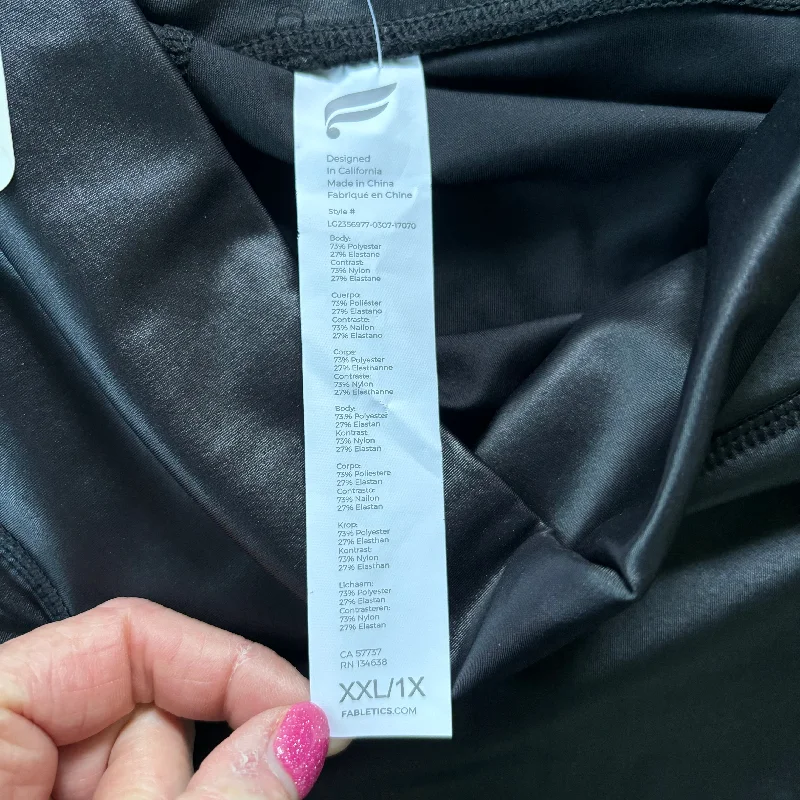 Designed
In California
Made in China
Fabriqué en Chine
Style #
LG2356977-0307-17070
Body:
73% Polyester
27% Elastane
Contrast:
73% Nylon
27% Elastane
Cuerpo:
73% Poliéster
27% Elastano
Contraste:
73% Nailon
27% Elastano
Corps:
73% Polyester
27% Elasthanne
Contraste:
73% Nylon
27% Elasthanne
Body:
73% Polyester
27% Elastan
Kontrast:
73% Nylon
27% Elastan
Corpo:
73% Poliestere
27% Elastan
Contrasto:
73% Nailon
27% Elastan
Krop:
73% Polyester
27% Elasthan
Kontrast:
73% Nylon
27% Elasthan
Lichaam:
73% Polyester
27% Elastan
Contrasteren:
73% Nylon
27% Elastan
CA 57737
RN 134638
XXL/1X
FABLETICS.COM